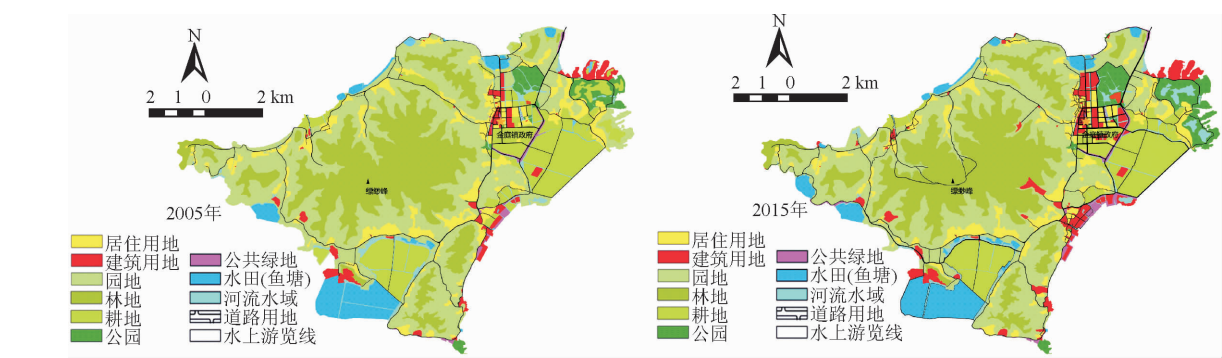 N
2 1 0 2 km
金庭镇政府
缥缈峰
2005年
居住用地
建筑用地
园地
林地
耕地
公园
公共绿地
水田(鱼塘)
河流水域
道路用地
水上游览线
N
2 1 0 2 km
金庭镇政府
缥缈峰
2015年
居住用地
建筑用地
园地
林地
耕地
公园
公共绿地
水田(鱼塘)
河流水域
道路用地
水上游览线